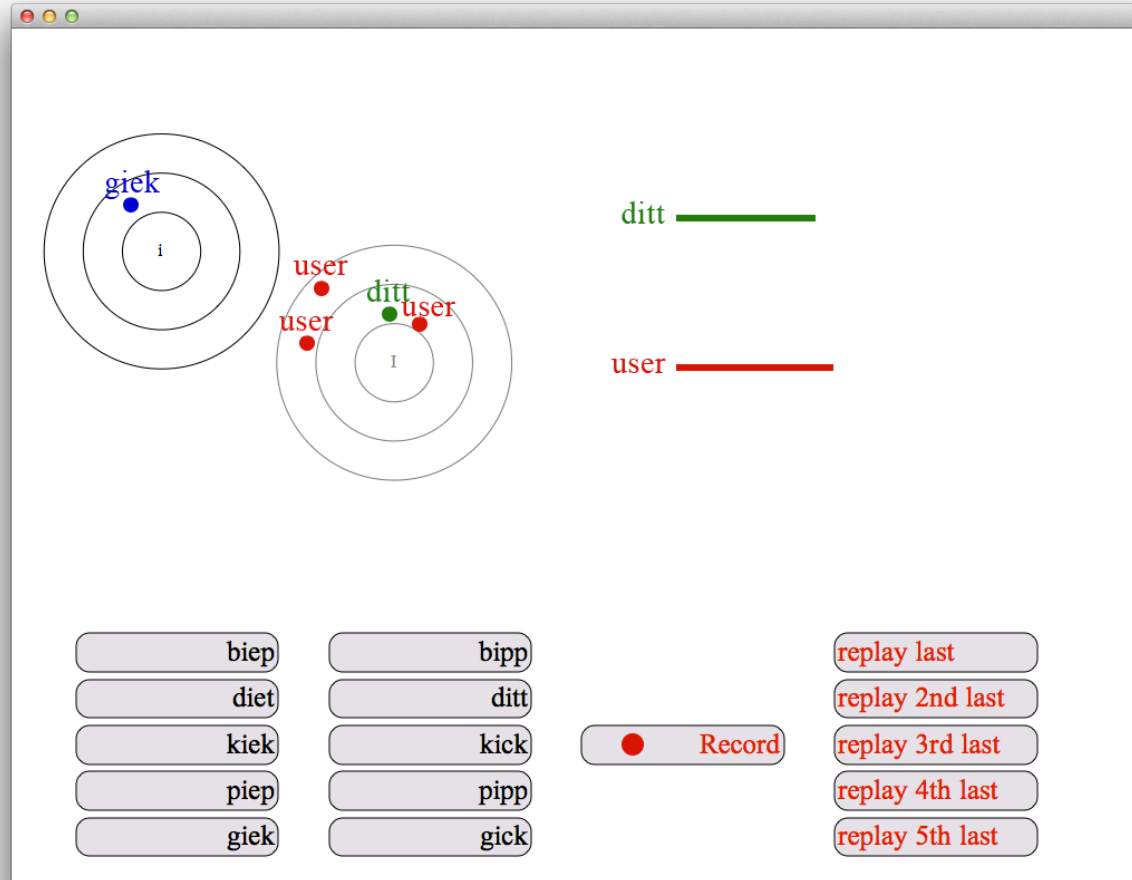 giek
i
user
ditt
user
user
I
ditt
user
biep
bipp
replay last
diet
ditt
replay 2nd last
kiek
kick
Record
replay 3rd last
piep
pipp
replay 4th last
giek
gick
replay 5th last